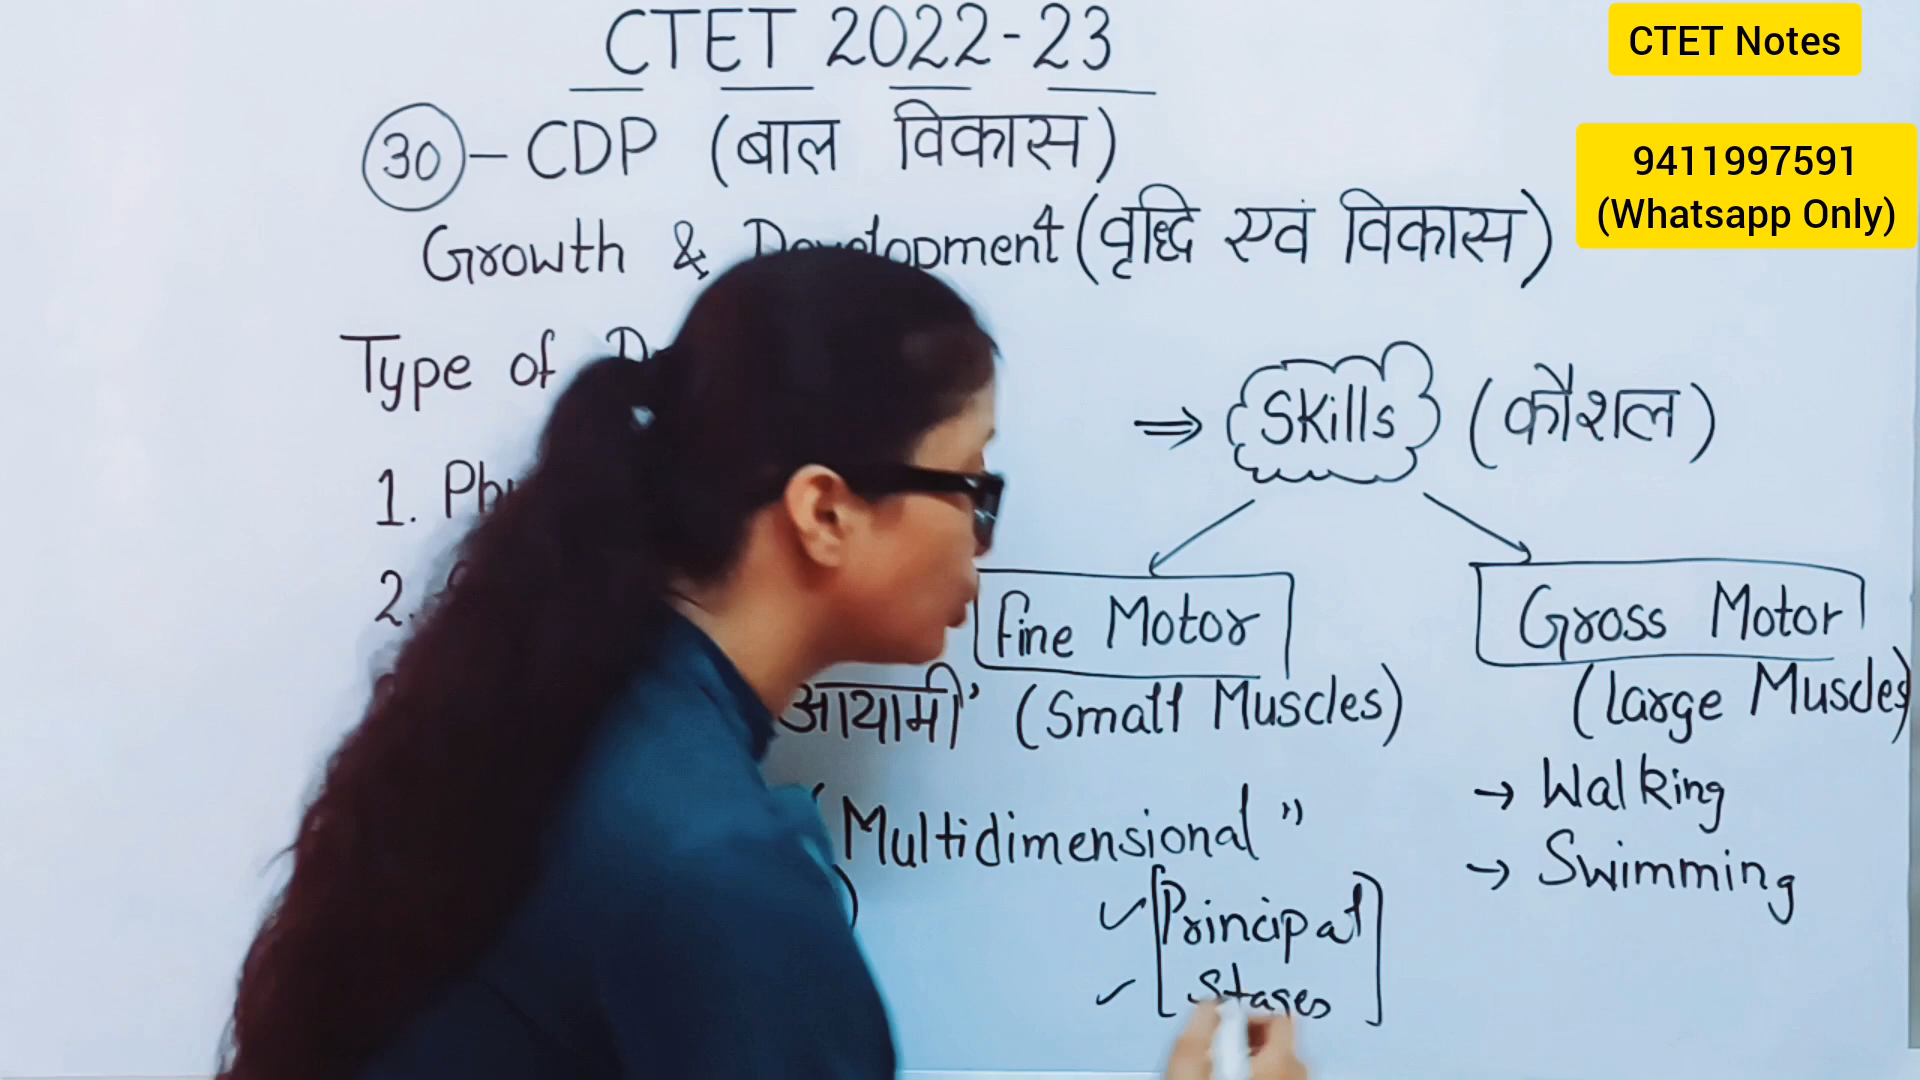 CTET 2022-23
CTET Notes
30 - CDP (बाल विकास)
9411997591
(Whatsapp Only)
Growth & Development (वृद्धि एवं विकास)
Type of
⇒ Skills (कौशल)
1.
2.
Fine Motor
Gross Motor
आयामी' (Small Muscles)
(Large Muscles)
→ Walking
"Multidimensional"
→ Swimming
✓ [Principal
✓ Stages]